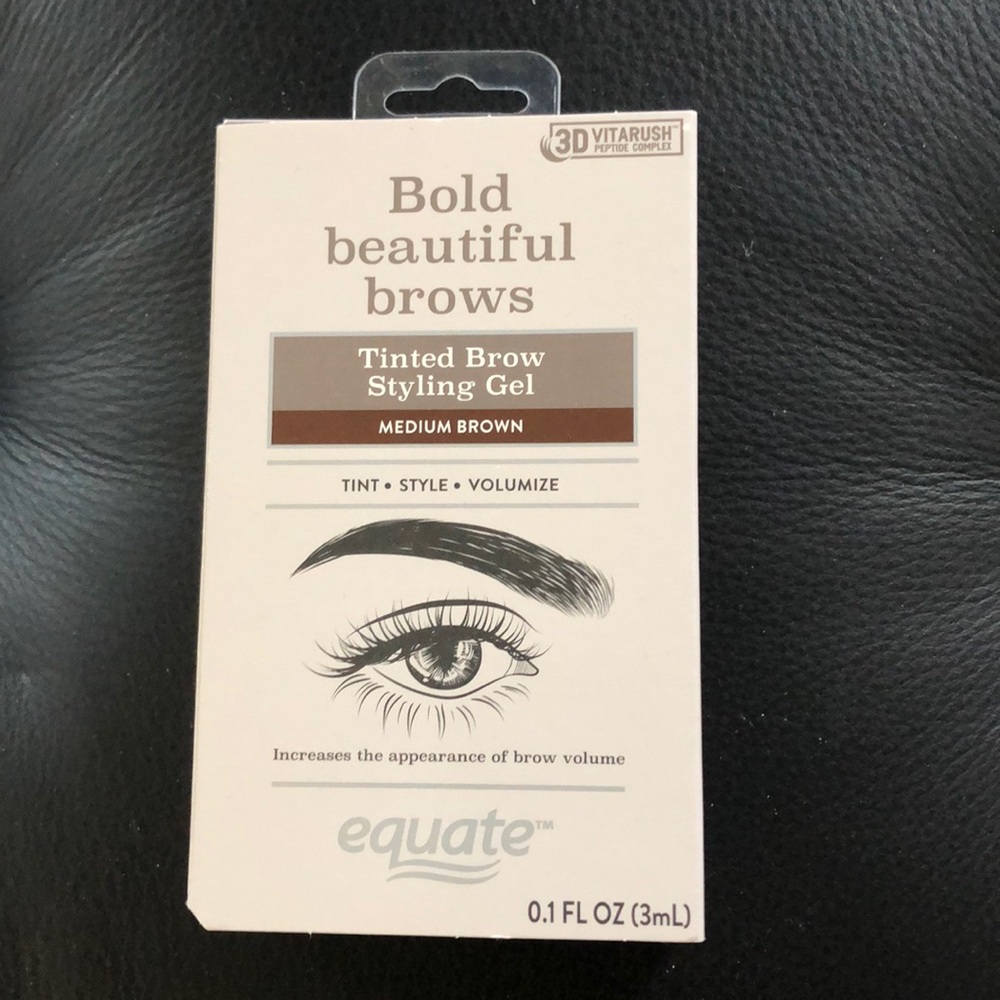 3D VITARUSH™
PEPTIDE COMPLEX
Bold
beautiful
brows
Tinted Brow
Styling Gel
MEDIUM BROWN
TINT • STYLE • VOLUMIZE
Increases the appearance of brow volume
equate™
0.1 FL OZ (3mL)